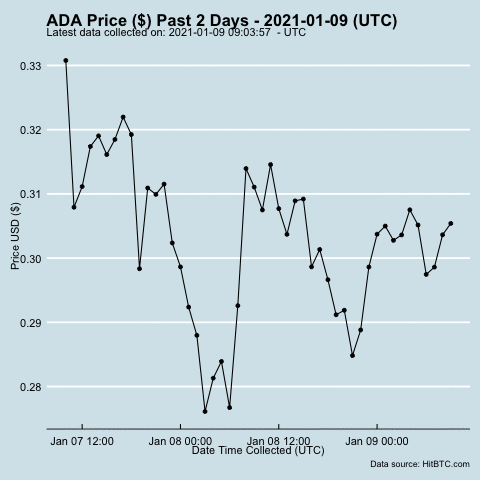 ADA Price ($) Past 2 Days - 2021-01-09 (UTC)
Latest data collected on: 2021-01-09 09:03:57  - UTC
0.33
0.32
0.31
0.30
0.29
0.28
Price USD ($)
Jan 07 12:00
Jan 08 00:00
Jan 08 12:00
Jan 09 00:00
Date Time Collected (UTC)
Data source: HitBTC.com